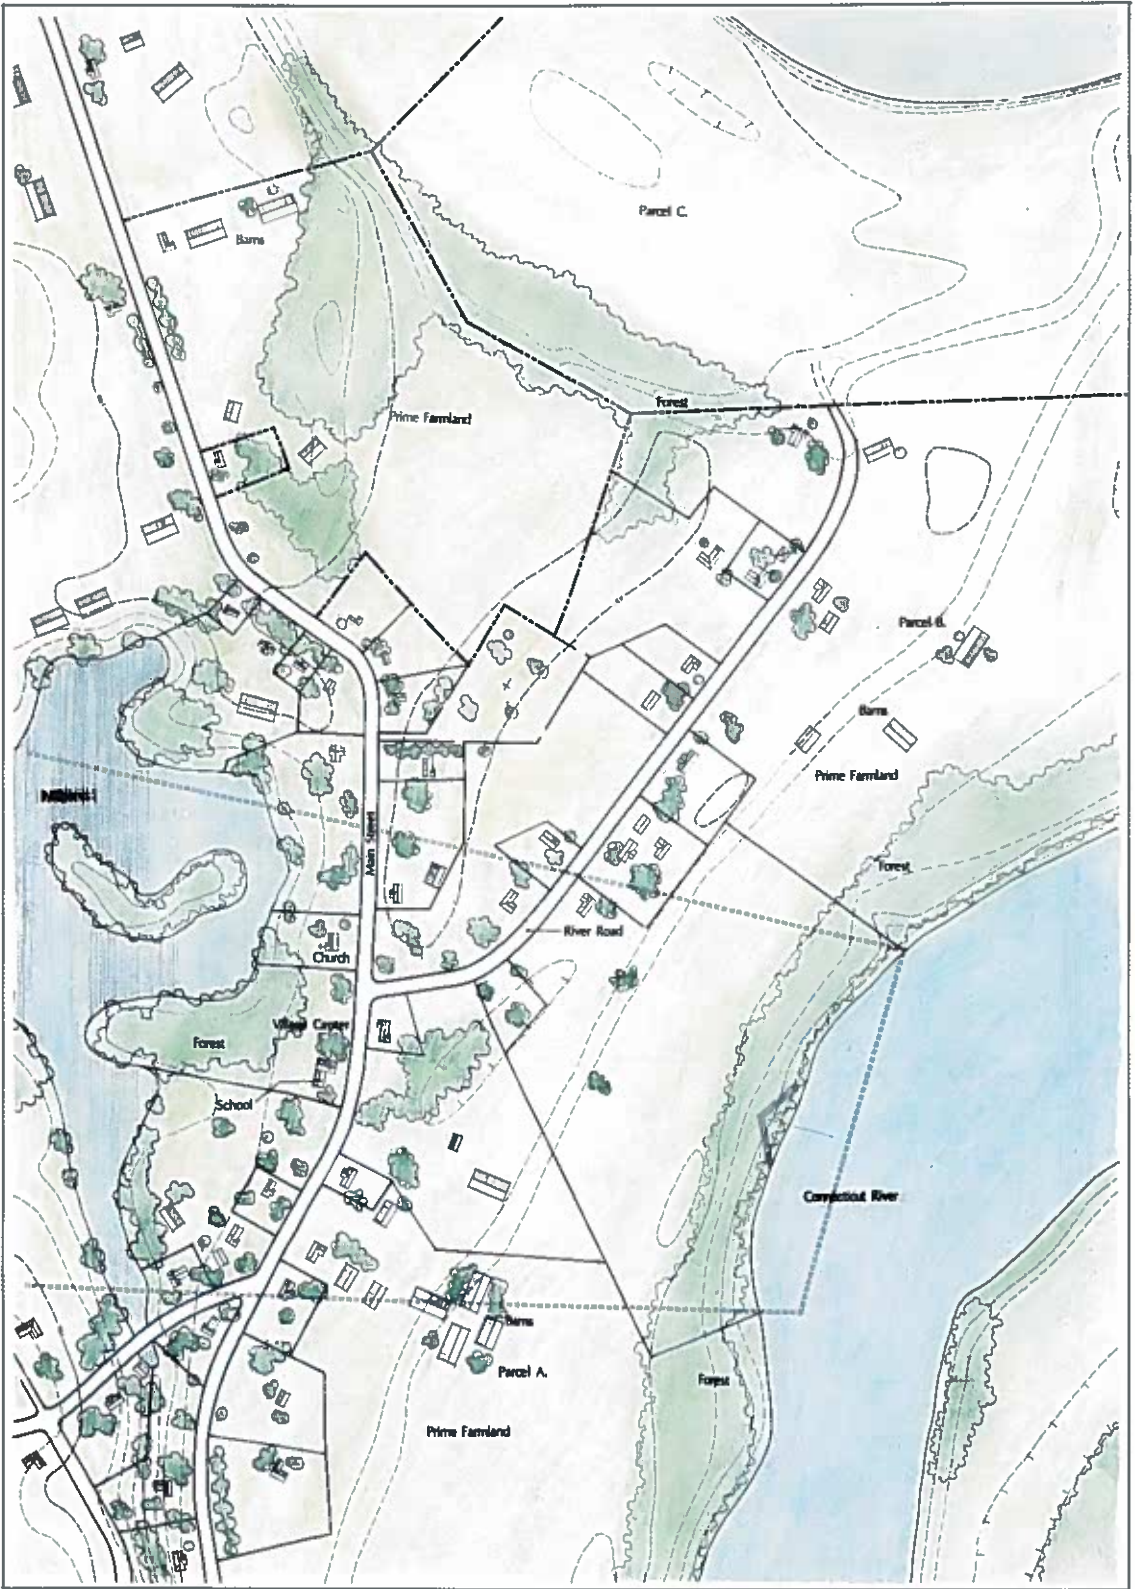 Parcel C.
Barns
Forest
Prime Farmland
Parcel B.
Barns
Prime Farmland
Main Street
Forest
River Road
Church
Village Center
Forest
School
Connecticut River
Barns
Parcel A.
Forest
Prime Farmland